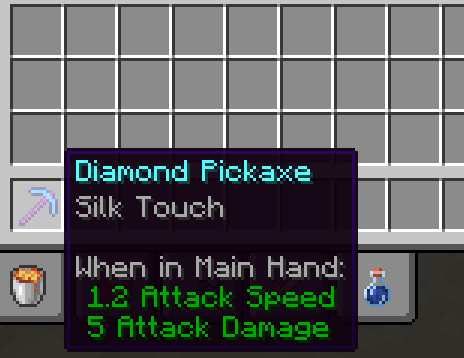 Diamond Pickaxe
Silk Touch
When in Main Hand:
1.2 Attack Speed
5 Attack Damage